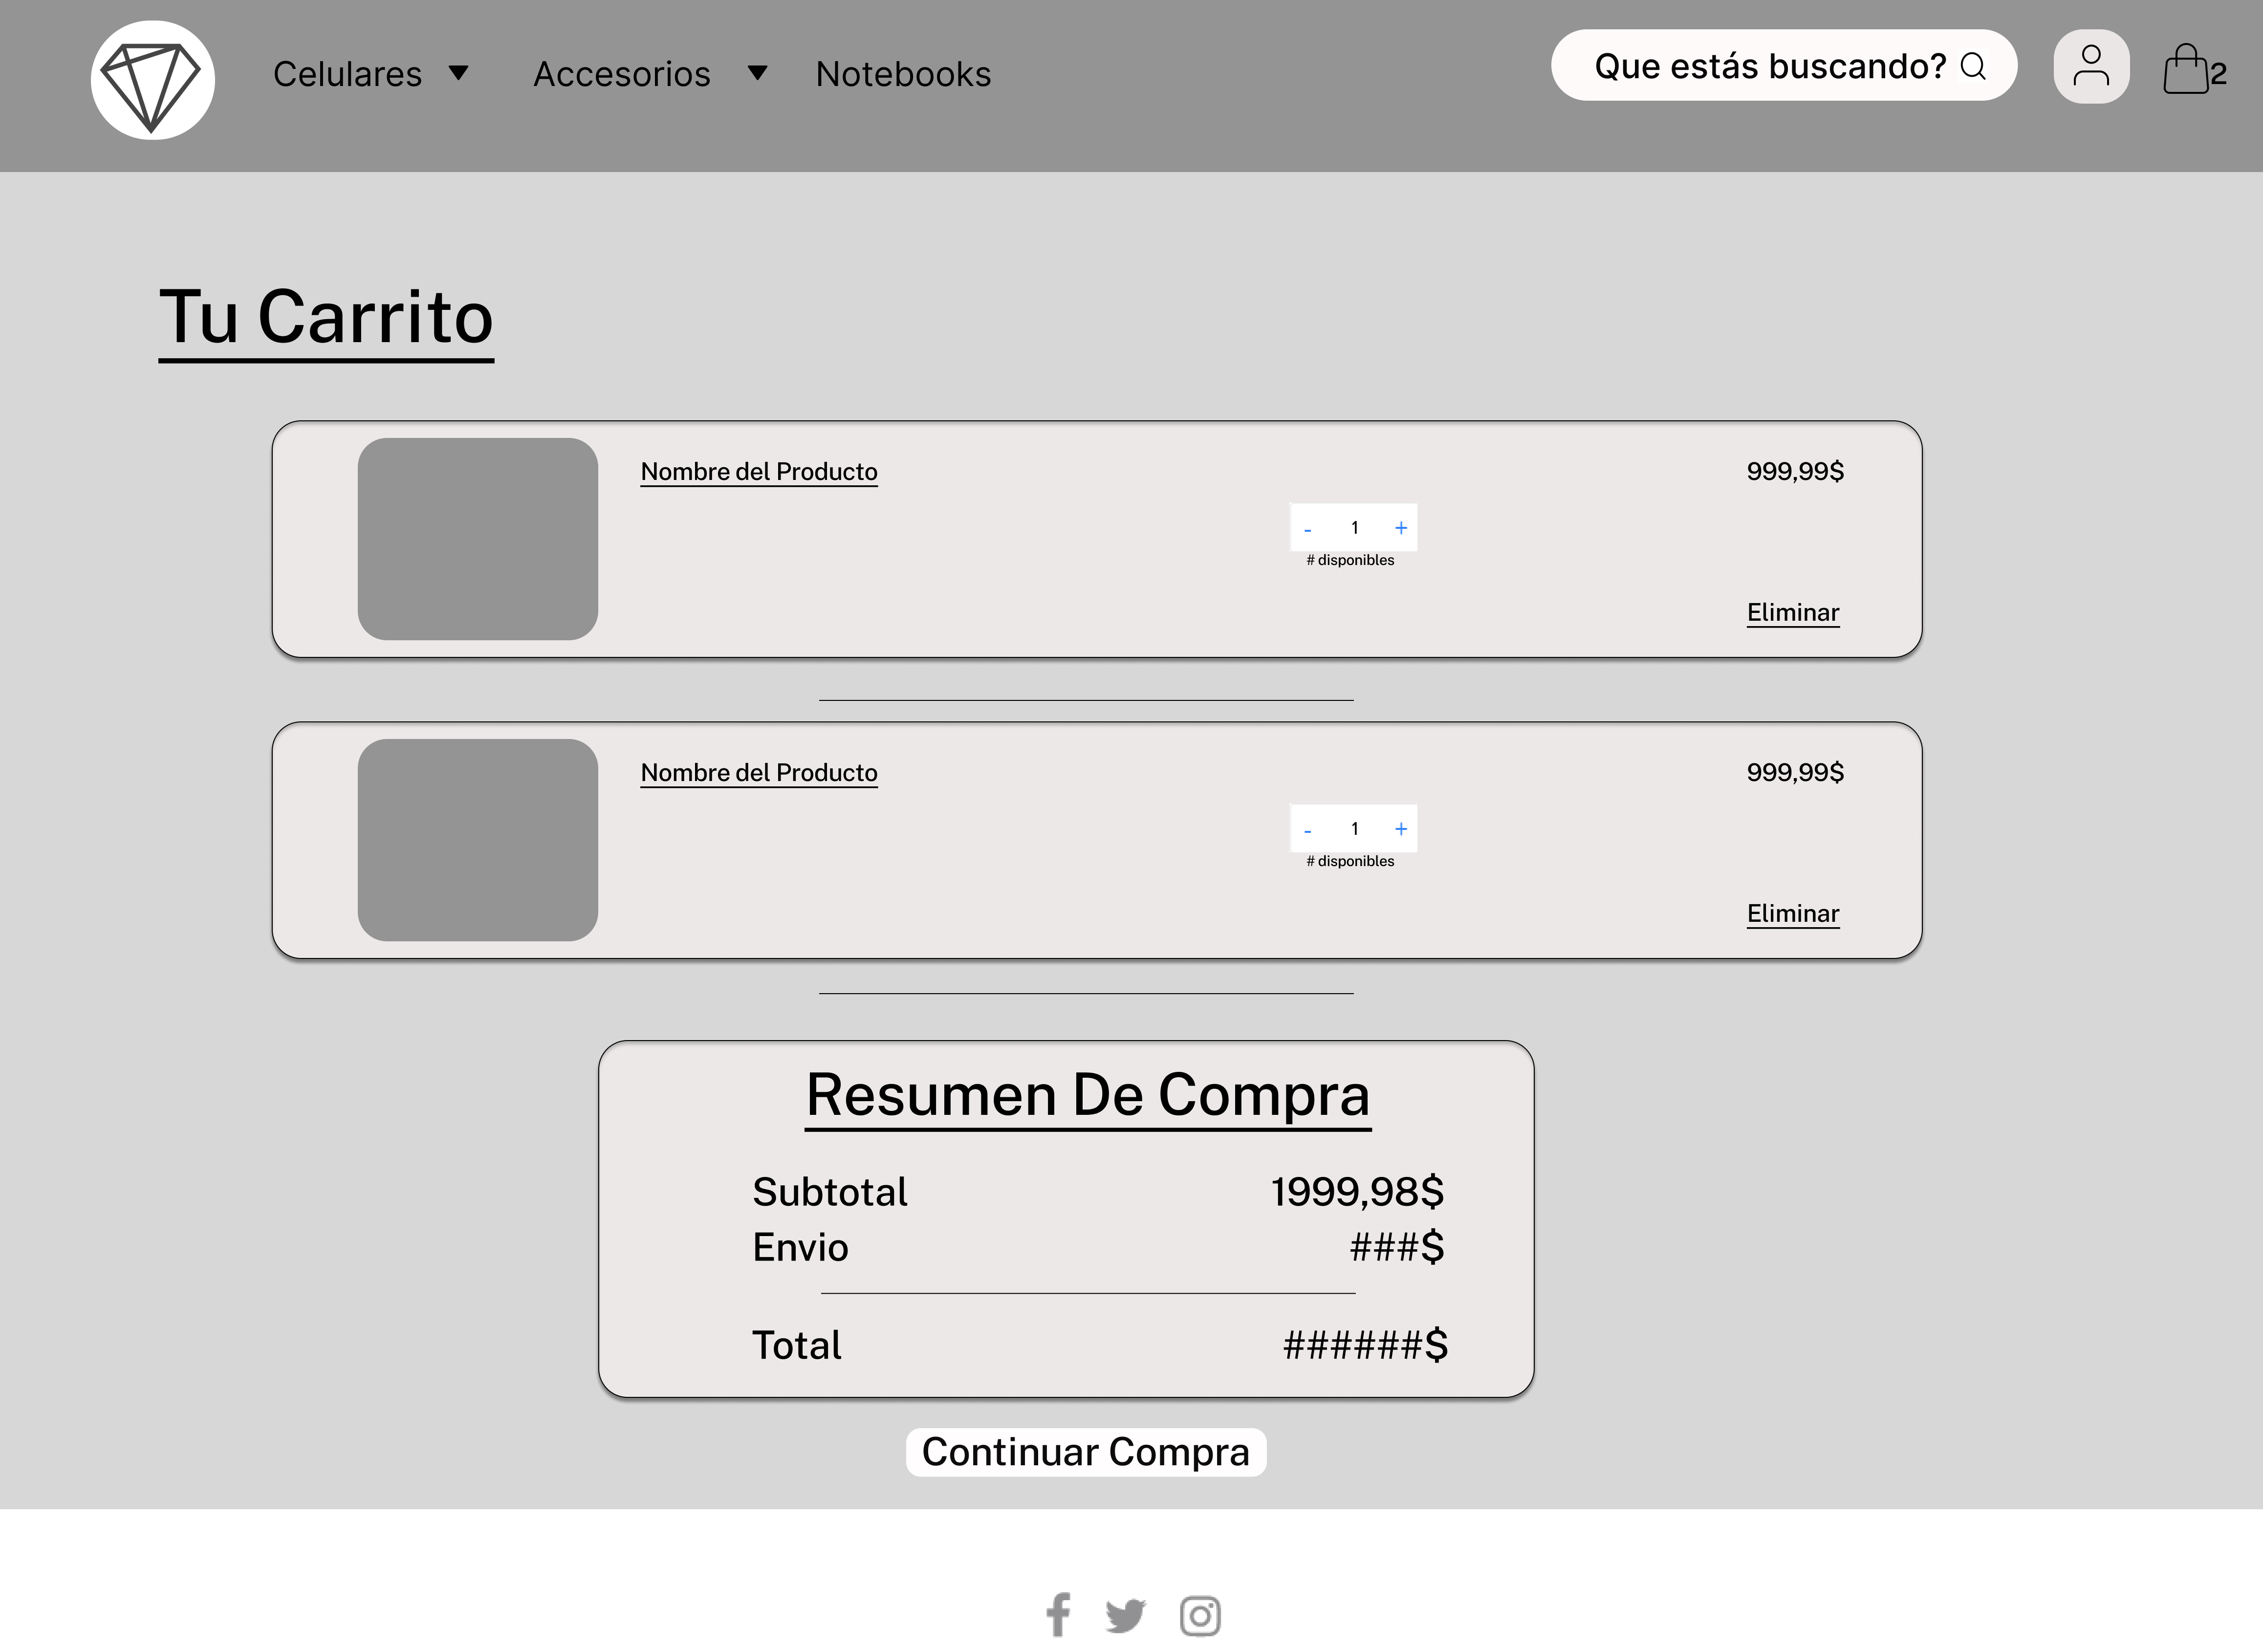 Celulares Accesorios Notebooks Que estás buscando? 2
Tu Carrito
Nombre del Producto 999,99$
- 1 +
# disponibles
Eliminar
Nombre del Producto 999,99$
- 1 +
# disponibles
Eliminar
Resumen De Compra
Subtotal 1999,98$
Envio ###$
Total ######$
Continuar Compra